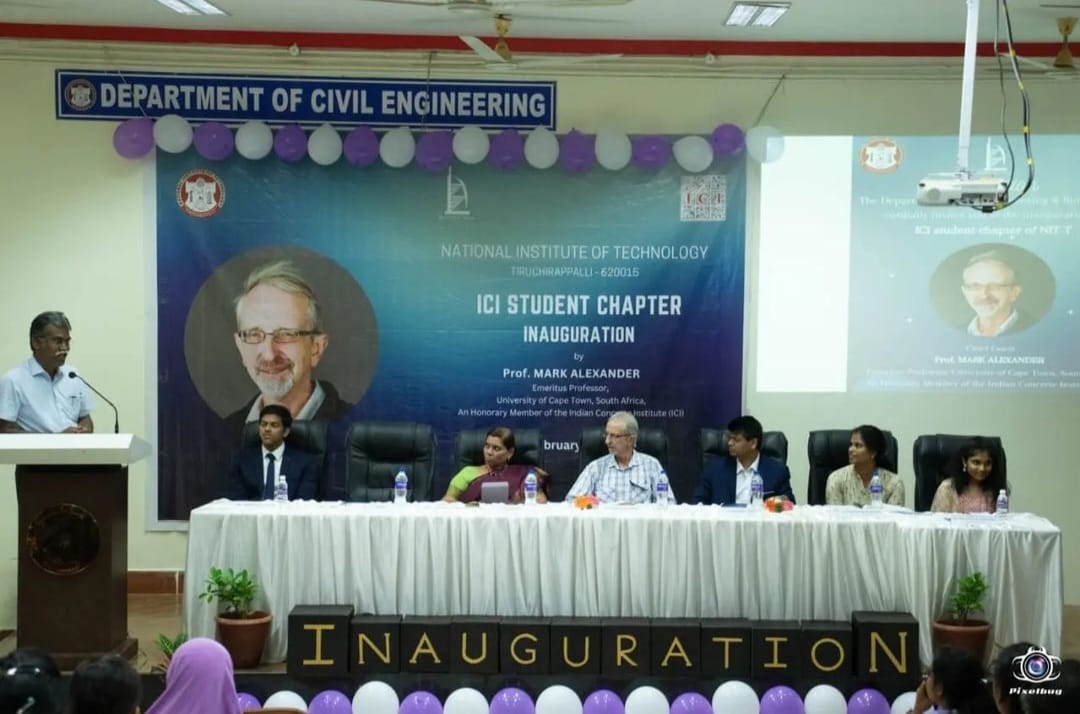 DEPARTMENT OF CIVIL ENGINEERING
ICI
NATIONAL INSTITUTE OF TECHNOLOGY
TIRUCHIRAPPALLI - 620015
ICI STUDENT CHAPTER
INAUGURATION
by
Prof. MARK ALEXANDER
Emeritus Professor,
University of Cape Town, South Africa,
An Honorary Member of the Indian Concrete Institute (ICI)
bruary
ICI student chapter of NIT-T
Chief Guest
Prof. MARK ALEXANDER
INAUGURATION
Pixelbug